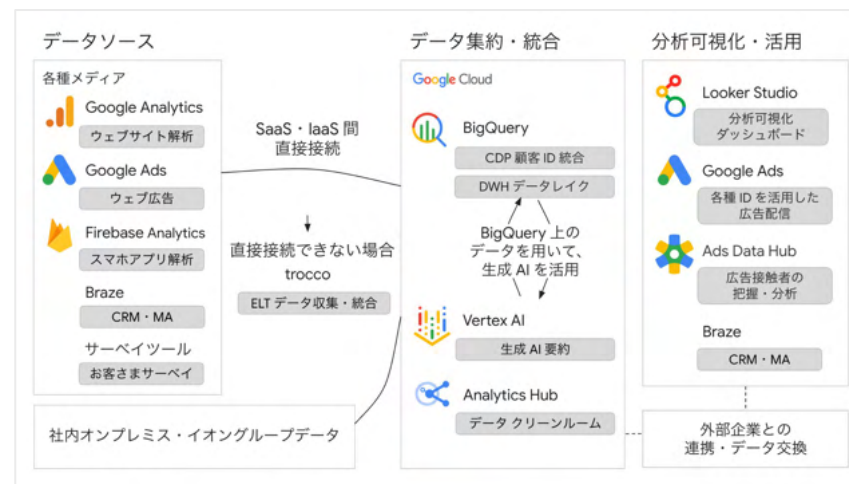 データソース
各種メディア
Google Analytics
ウェブサイト解析
Google Ads
ウェブ広告
Firebase Analytics
スマホアプリ解析
Braze
CRM・MA
サーベイツール
お客さまサーベイ
社内オンプレミス・イオングループデータ
SaaS・IaaS 間
直接接続
直接接続できない場合
trocco
ELT データ収集・統合
データ集約・統合
Google Cloud
BigQuery
CDP 顧客 ID 統合
DWH データレイク
BigQuery 上の
データを用いて、
生成 AI を活用
Vertex AI
生成 AI 要約
Analytics Hub
データ クリーンルーム
分析可視化・活用
Looker Studio
分析可視化
ダッシュボード
Google Ads
各種 ID を活用した
広告配信
Ads Data Hub
広告接触者の
把握・分析
Braze
CRM・MA
外部企業との
連携・データ交換